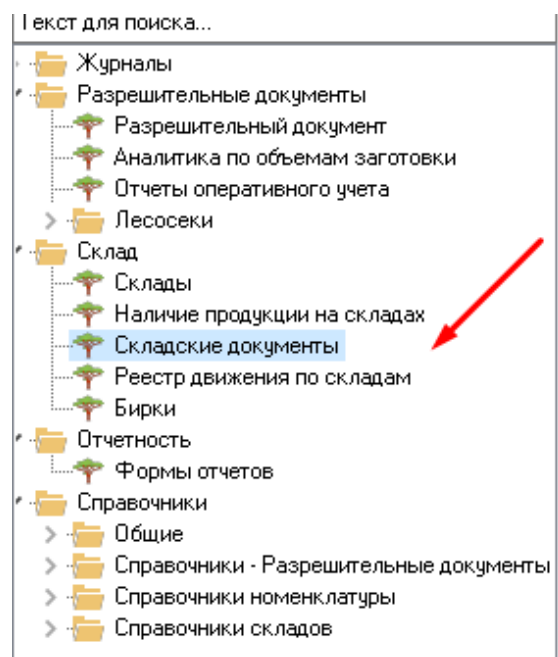 Текст для поиска...
Журналы
Разрешительные документы
Разрешительный документ
Аналитика по объемам заготовки
Отчеты оперативного учета
Лесосеки
Склад
Склады
Наличие продукции на складах
Складские документы
Реестр движения по складам
Бирки
Отчетность
Формы отчетов
Справочники
Общие
Справочники - Разрешительные документы
Справочники номенклатуры
Справочники складов